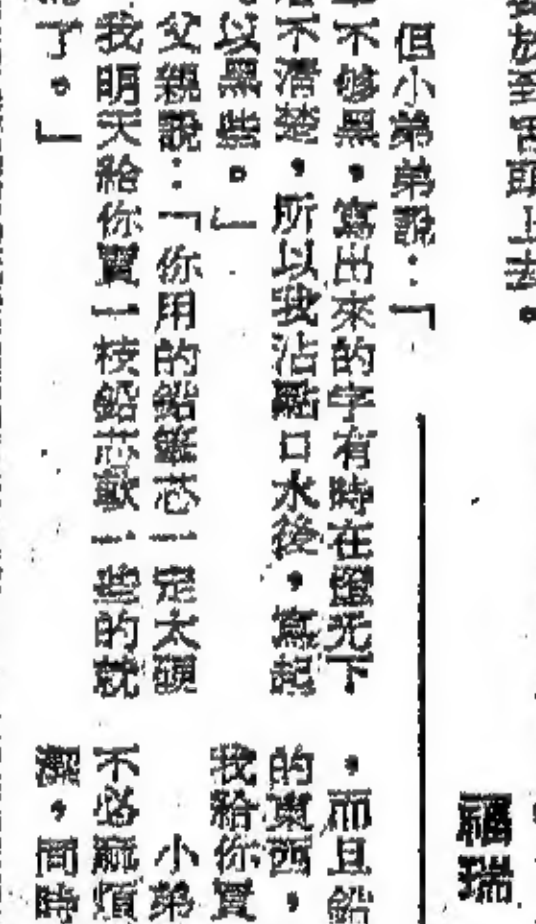 放到舌頭上去。
但小弟弟說:「
不够黑,寫出來的字有時在燈光下
不清楚,所以我沾點口水後,寫起
以黑些。」
父親說:「你用的鉛筆芯一定太硬
我明天給你買一枝鉛芯軟一些的就
了。」
福瑞
,而且鉛
的東西,
我給你買
小弟
不必麻煩
潔,同時